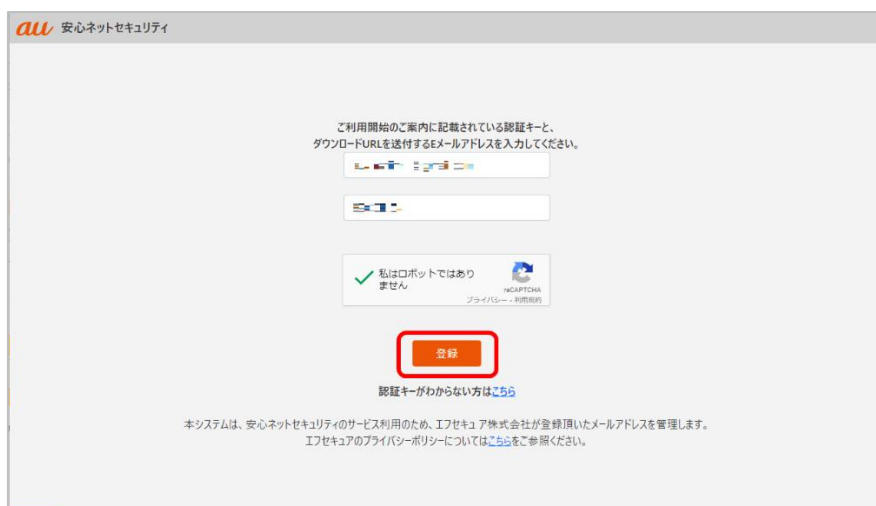 au 安心ネットセキュリティ
ご利用開始のご案内に記載されている認証キーと、
ダウンロードURLを送付するEメールアドレスを入力してください。
私はロボットではあり
ません
reCAPTCHA
プライバシー - 利用規約
登録
認証キーがわからない方はこちら
本システムは、安心ネットセキュリティのサービス利用のため、エフセキュア株式会社が登録頂いたメールアドレスを管理します。
エフセキュアのプライバシーポリシーについてはこちらをご参照ください。